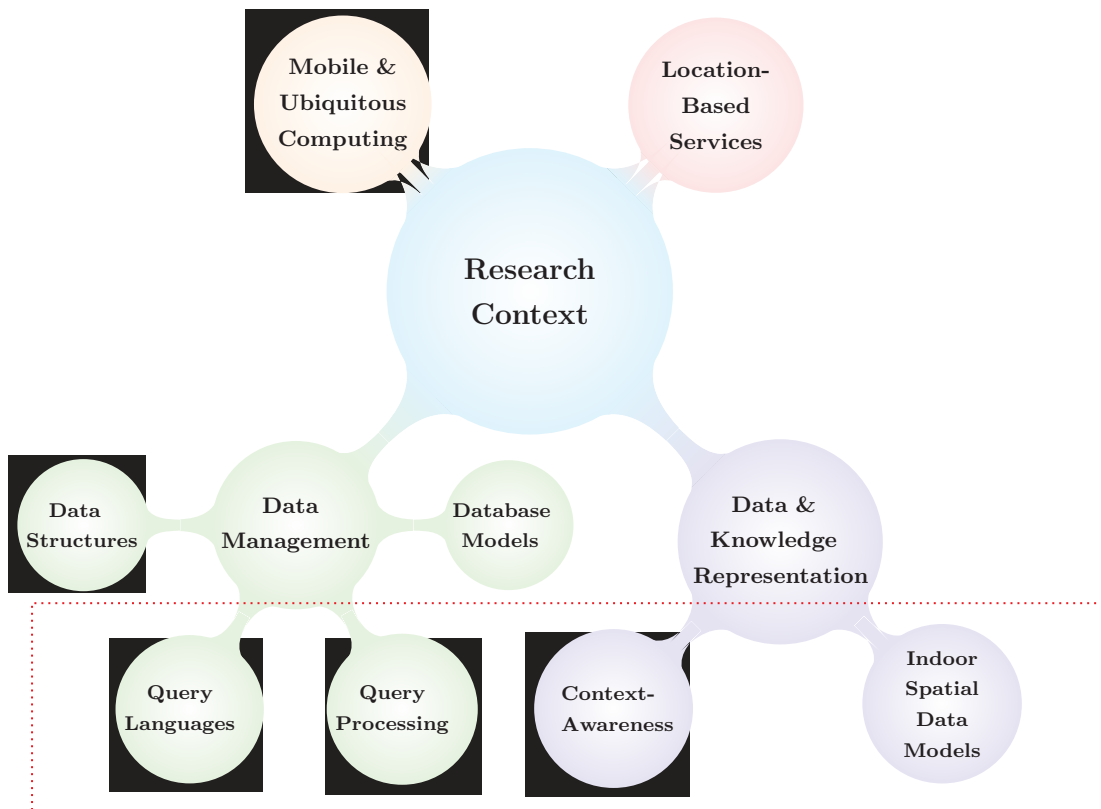 Mobile &
Ubiquitous
Computing
Location-
Based
Services
Research
Context
Data
Structures
Data
Management
Database
Models
Data &
Knowledge
Representation
Query
Languages
Query
Processing
Context-
Awareness
Indoor
Spatial
Data
Models